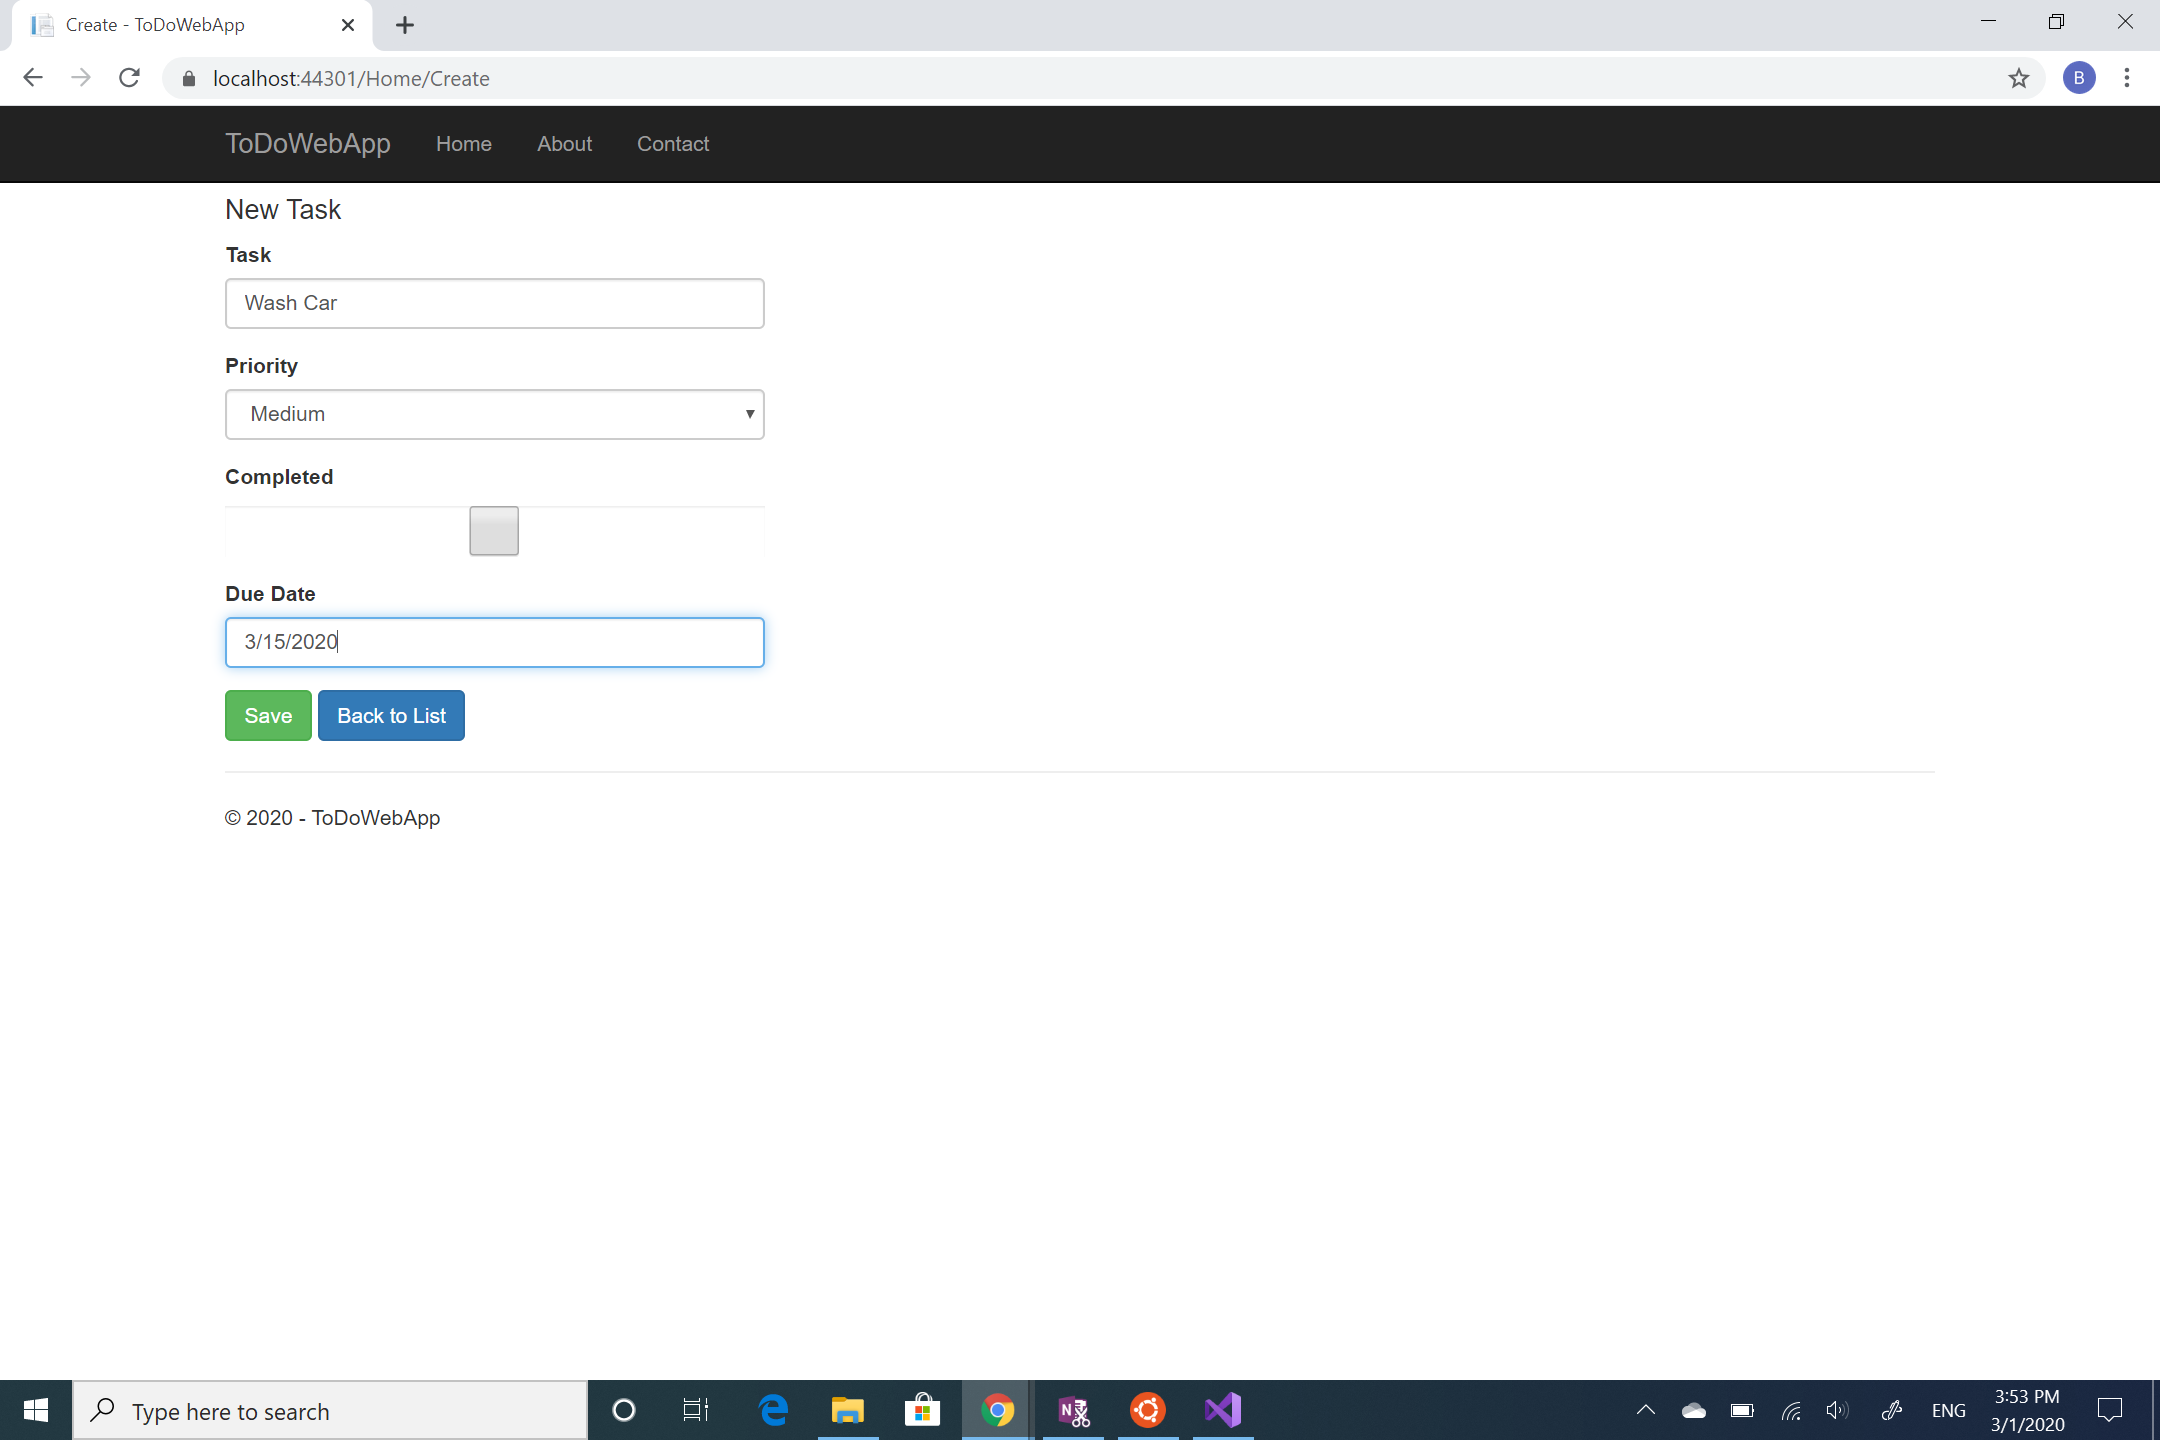 Create - ToDoWebApp
localhost:44301/Home/Create
B
ToDoWebApp Home About Contact
New Task
Task
Wash Car
Priority
Medium
Completed
Due Date
3/15/2020
Save Back to List
© 2020 - ToDoWebApp
Type here to search
N
ENG
3:53 PM
3/1/2020